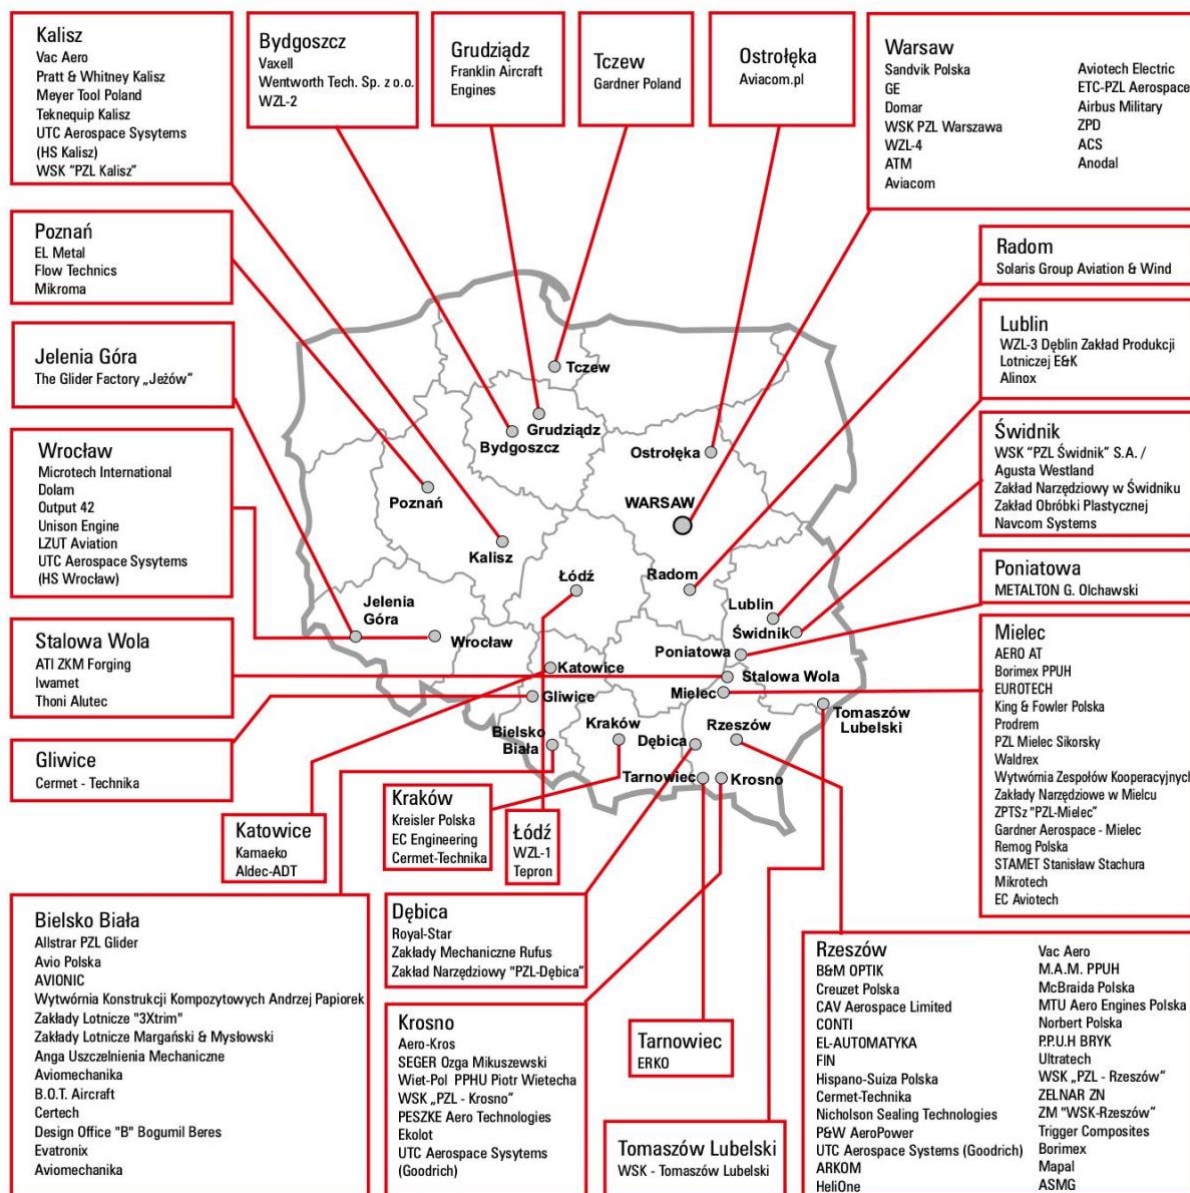 Kalisz
Vac Aero
Pratt & Whitney Kalisz
Meyer Tool Poland
Teknequip Kalisz
UTC Aerospace Sysytems
(HS Kalisz)
WSK "PZL Kalisz"
Bydgoszcz
Vaxell
Wentworth Tech. Sp. z o.o.
WZL-2
Grudziądz
Franklin Aircraft
Engines
Tczew
Gardner Poland
Ostrołęka
Aviacom.pl
Warsaw
Sandvik Polska
GE
Domar
WSK PZL Warszawa
WZL-4
ATM
Aviacom
Aviotech Electric
ETC-PZL Aerospace
Airbus Military
ZPD
ACS
Anodal
Poznań
EL Metal
Flow Technics
Mikroma
Radom
Solaris Group Aviation & Wind
Jelenia Góra
The Glider Factory „Jeżów"
Lublin
WZL-3 Dęblin Zakład Produkcji
Lotniczej E&K
Alinox
Wrocław
Microtech International
Dolam
Output 42
Unison Engine
LZUT Aviation
UTC Aerospace Sysytems
(HS Wrocław)
Świdnik
WSK "PZL Świdnik" S.A. /
Agusta Westland
Zakład Narzędziowy w Świdniku
Zakład Obróbki Plastycznej
Navcom Systems
Poniatowa
METALTON G. Olchawski
Stalowa Wola
ATI ZKM Forging
Iwamet
Thoni Alutec
Mielec
AERO AT
Borimex PPUH
EUROTECH
King & Fowler Polska
Prodrem
PZL Mielec Sikorsky
Waldrex
Wytwórnia Zespołów Kooperacyjnych
Zakłady Narzędziowe w Mielcu
ZPTSz "PZL-Mielec"
Gardner Aerospace - Mielec
Remog Polska
STAMET Stanisław Stachura
Mikrotech
EC Aviotech
Gliwice
Cermet - Technika
Tczew
Grudziądz
Bydgoszcz
Ostrołęka
Poznań
WARSAW
Kalisz
Łódź
Radom
Jelenia
Góra
Lublin
Świdnik
Wrocław
Poniatowa
Katowice
Stalowa Wola
Gliwice
Mielec
Tomaszów
Lubelski
Bielsko
Biała
Kraków
Dębica
Rzeszów
Tarnowiec
Krosno
Katowice
Kamaeko
Aldec-ADT
Kraków
Kreisler Polska
EC Engineering
Cermet-Technika
Łódź
WZL-1
Tepron
Bielsko Biała
Allstrar PZL Glider
Avio Polska
AVIONIC
Wytwórnia Konstrukcji Kompozytowych Andrzej Papiorek
Zakłady Lotnicze "3Xtrim"
Zakłady Lotnicze Margański & Mysłowski
Anga Uszczelnienia Mechaniczne
Aviomechanika
B.O.T. Aircraft
Certech
Design Office "B" Bogumil Beres
Evatronix
Aviomechanika
Dębica
Royal-Star
Zakłady Mechaniczne Rufus
Zakład Narzędziowy "PZL-Dębica"
Krosno
Aero-Kros
SEGER Ozga Mikuszewski
Wiet-Pol PPHU Piotr Wietecha
WSK „PZL - Krosno"
PESZKE Aero Technologies
Ekolot
UTC Aerospace Sysytems
(Goodrich)
Tarnowiec
ERKO
Tomaszów Lubelski
WSK - Tomaszów Lubelski
Rzeszów
B&M OPTIK
Creuzet Polska
CAV Aerospace Limited
CONTI
EL-AUTOMATYKA
FIN
Hispano-Suiza Polska
Cermet-Technika
Nicholson Sealing Technologies
P&W AeroPower
UTC Aerospace Systems (Goodrich)
ARKOM
HeliOne
Vac Aero
M.A.M. PPUH
McBraida Polska
MTU Aero Engines Polska
Norbert Polska
P.P.U.H BRYK
Ultratech
WSK „PZL - Rzeszów"
ZELNAR ZN
ZM "WSK-Rzeszów"
Trigger Composites
Borimex
Mapal
ASMG